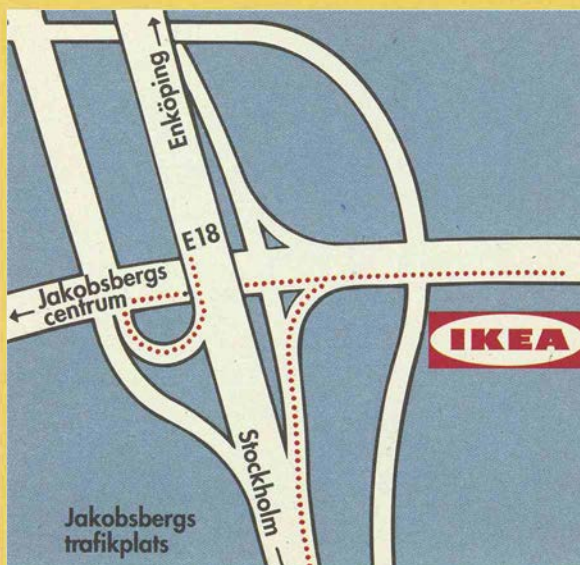 Enköping
E18
Jakobsbergs
centrum
IKEA
Stockholm
Jakobsbergs
trafikplats